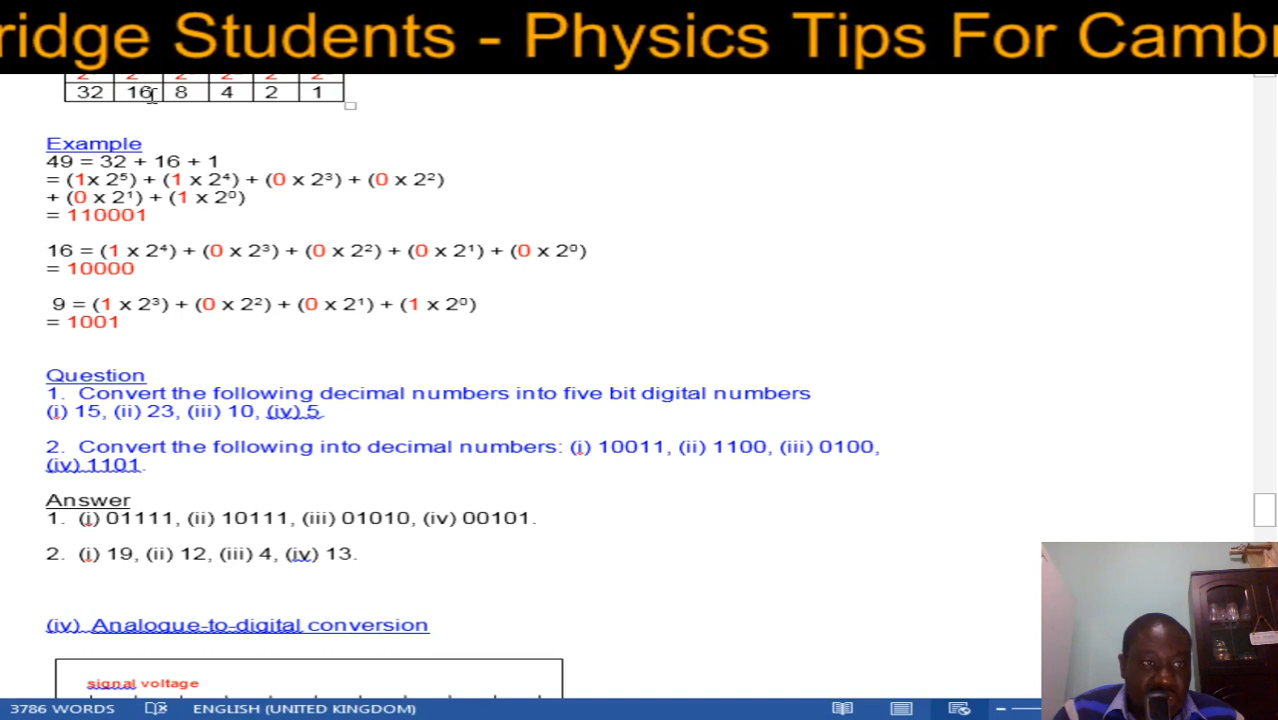 ridge Students - Physics Tips For Camb
32 16 8 4 2 1
Example
49 = 32 + 16 + 1
= (1x 2⁵) + (1 x 2⁴) + (0 x 2³) + (0 x 2²)
+ (0 x 2¹) + (1 x 2⁰)
= 110001
16 = (1 x 2⁴) + (0 x 2³) + (0 x 2²) + (0 x 2¹) + (0 x 2⁰)
= 10000
9 = (1 x 2³) + (0 x 2²) + (0 x 2¹) + (1 x 2⁰)
= 1001
Question
1. Convert the following decimal numbers into five bit digital numbers
(i) 15, (ii) 23, (iii) 10, (iv) 5.
2. Convert the following into decimal numbers: (i) 10011, (ii) 1100, (iii) 0100,
(iv) 1101.
Answer
1. (i) 01111, (ii) 10111, (iii) 01010, (iv) 00101.
2. (i) 19, (ii) 12, (iii) 4, (iv) 13.
(iv) Analogue-to-digital conversion
signal voltage
3786 WORDS ENGLISH (UNITED KINGDOM)